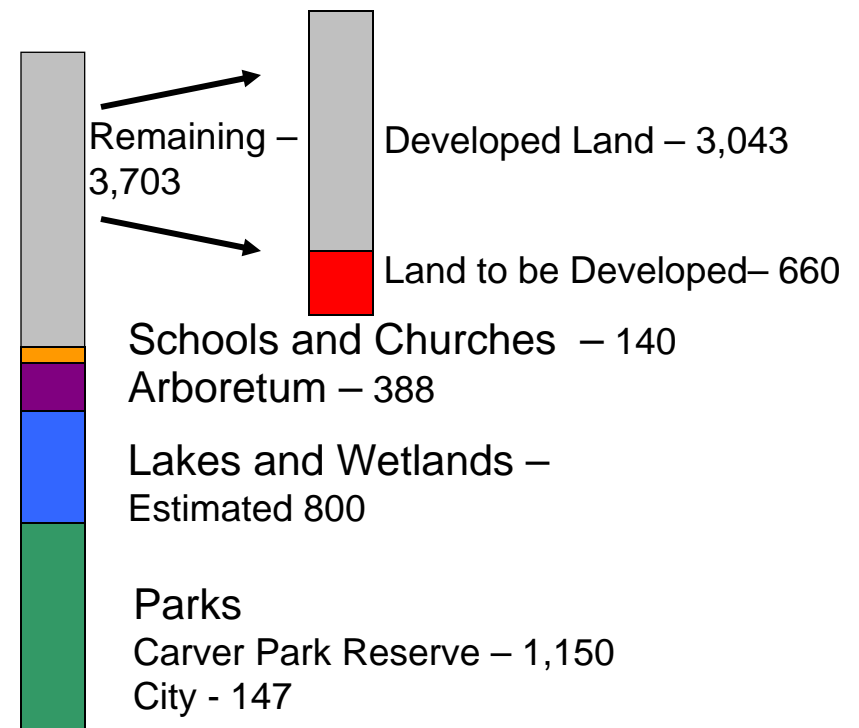 Remaining –
3,703
Developed Land – 3,043
Land to be Developed– 660
Schools and Churches – 140
Arboretum – 388
Lakes and Wetlands –
Estimated 800
Parks
Carver Park Reserve – 1,150
City - 147